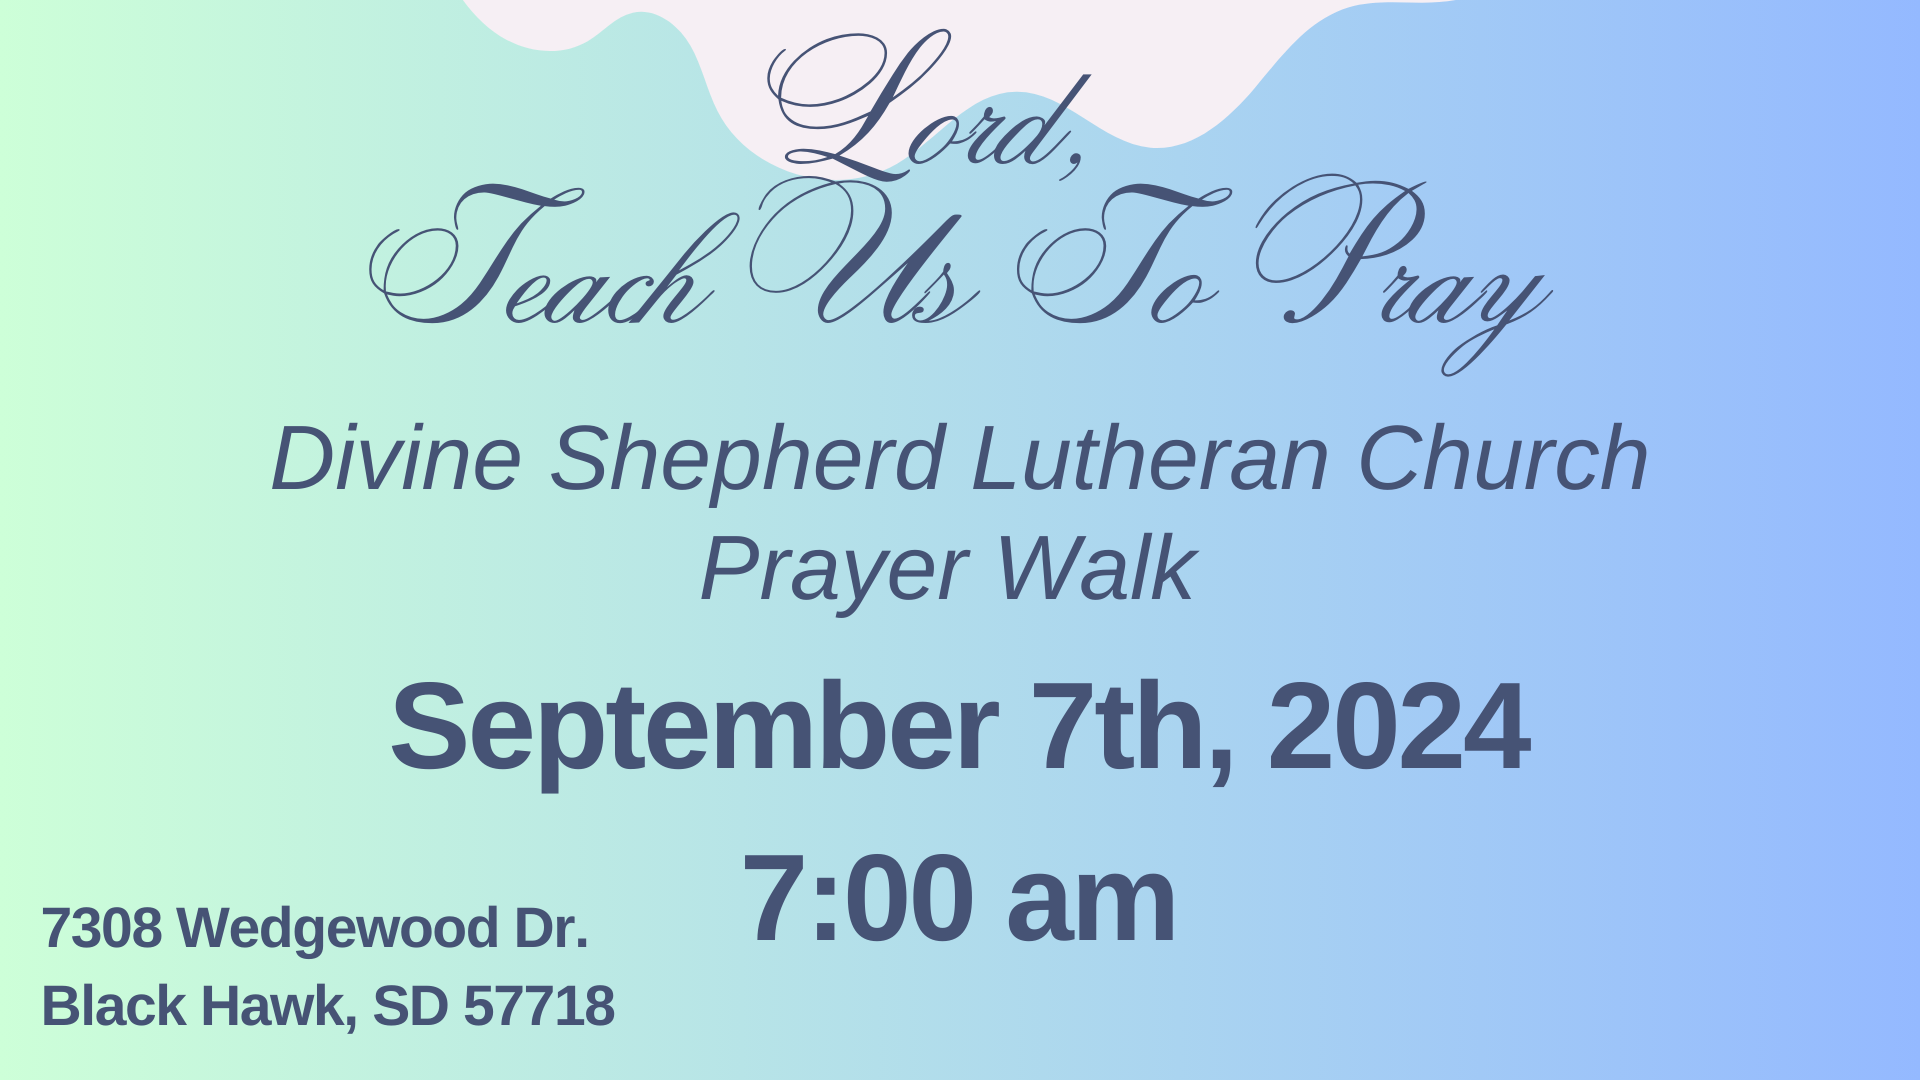 Lord,
Teach Us To Pray
Divine Shepherd Lutheran Church
Prayer Walk
September 7th, 2024
7:00 am
7308 Wedgewood Dr.
Black Hawk, SD 57718